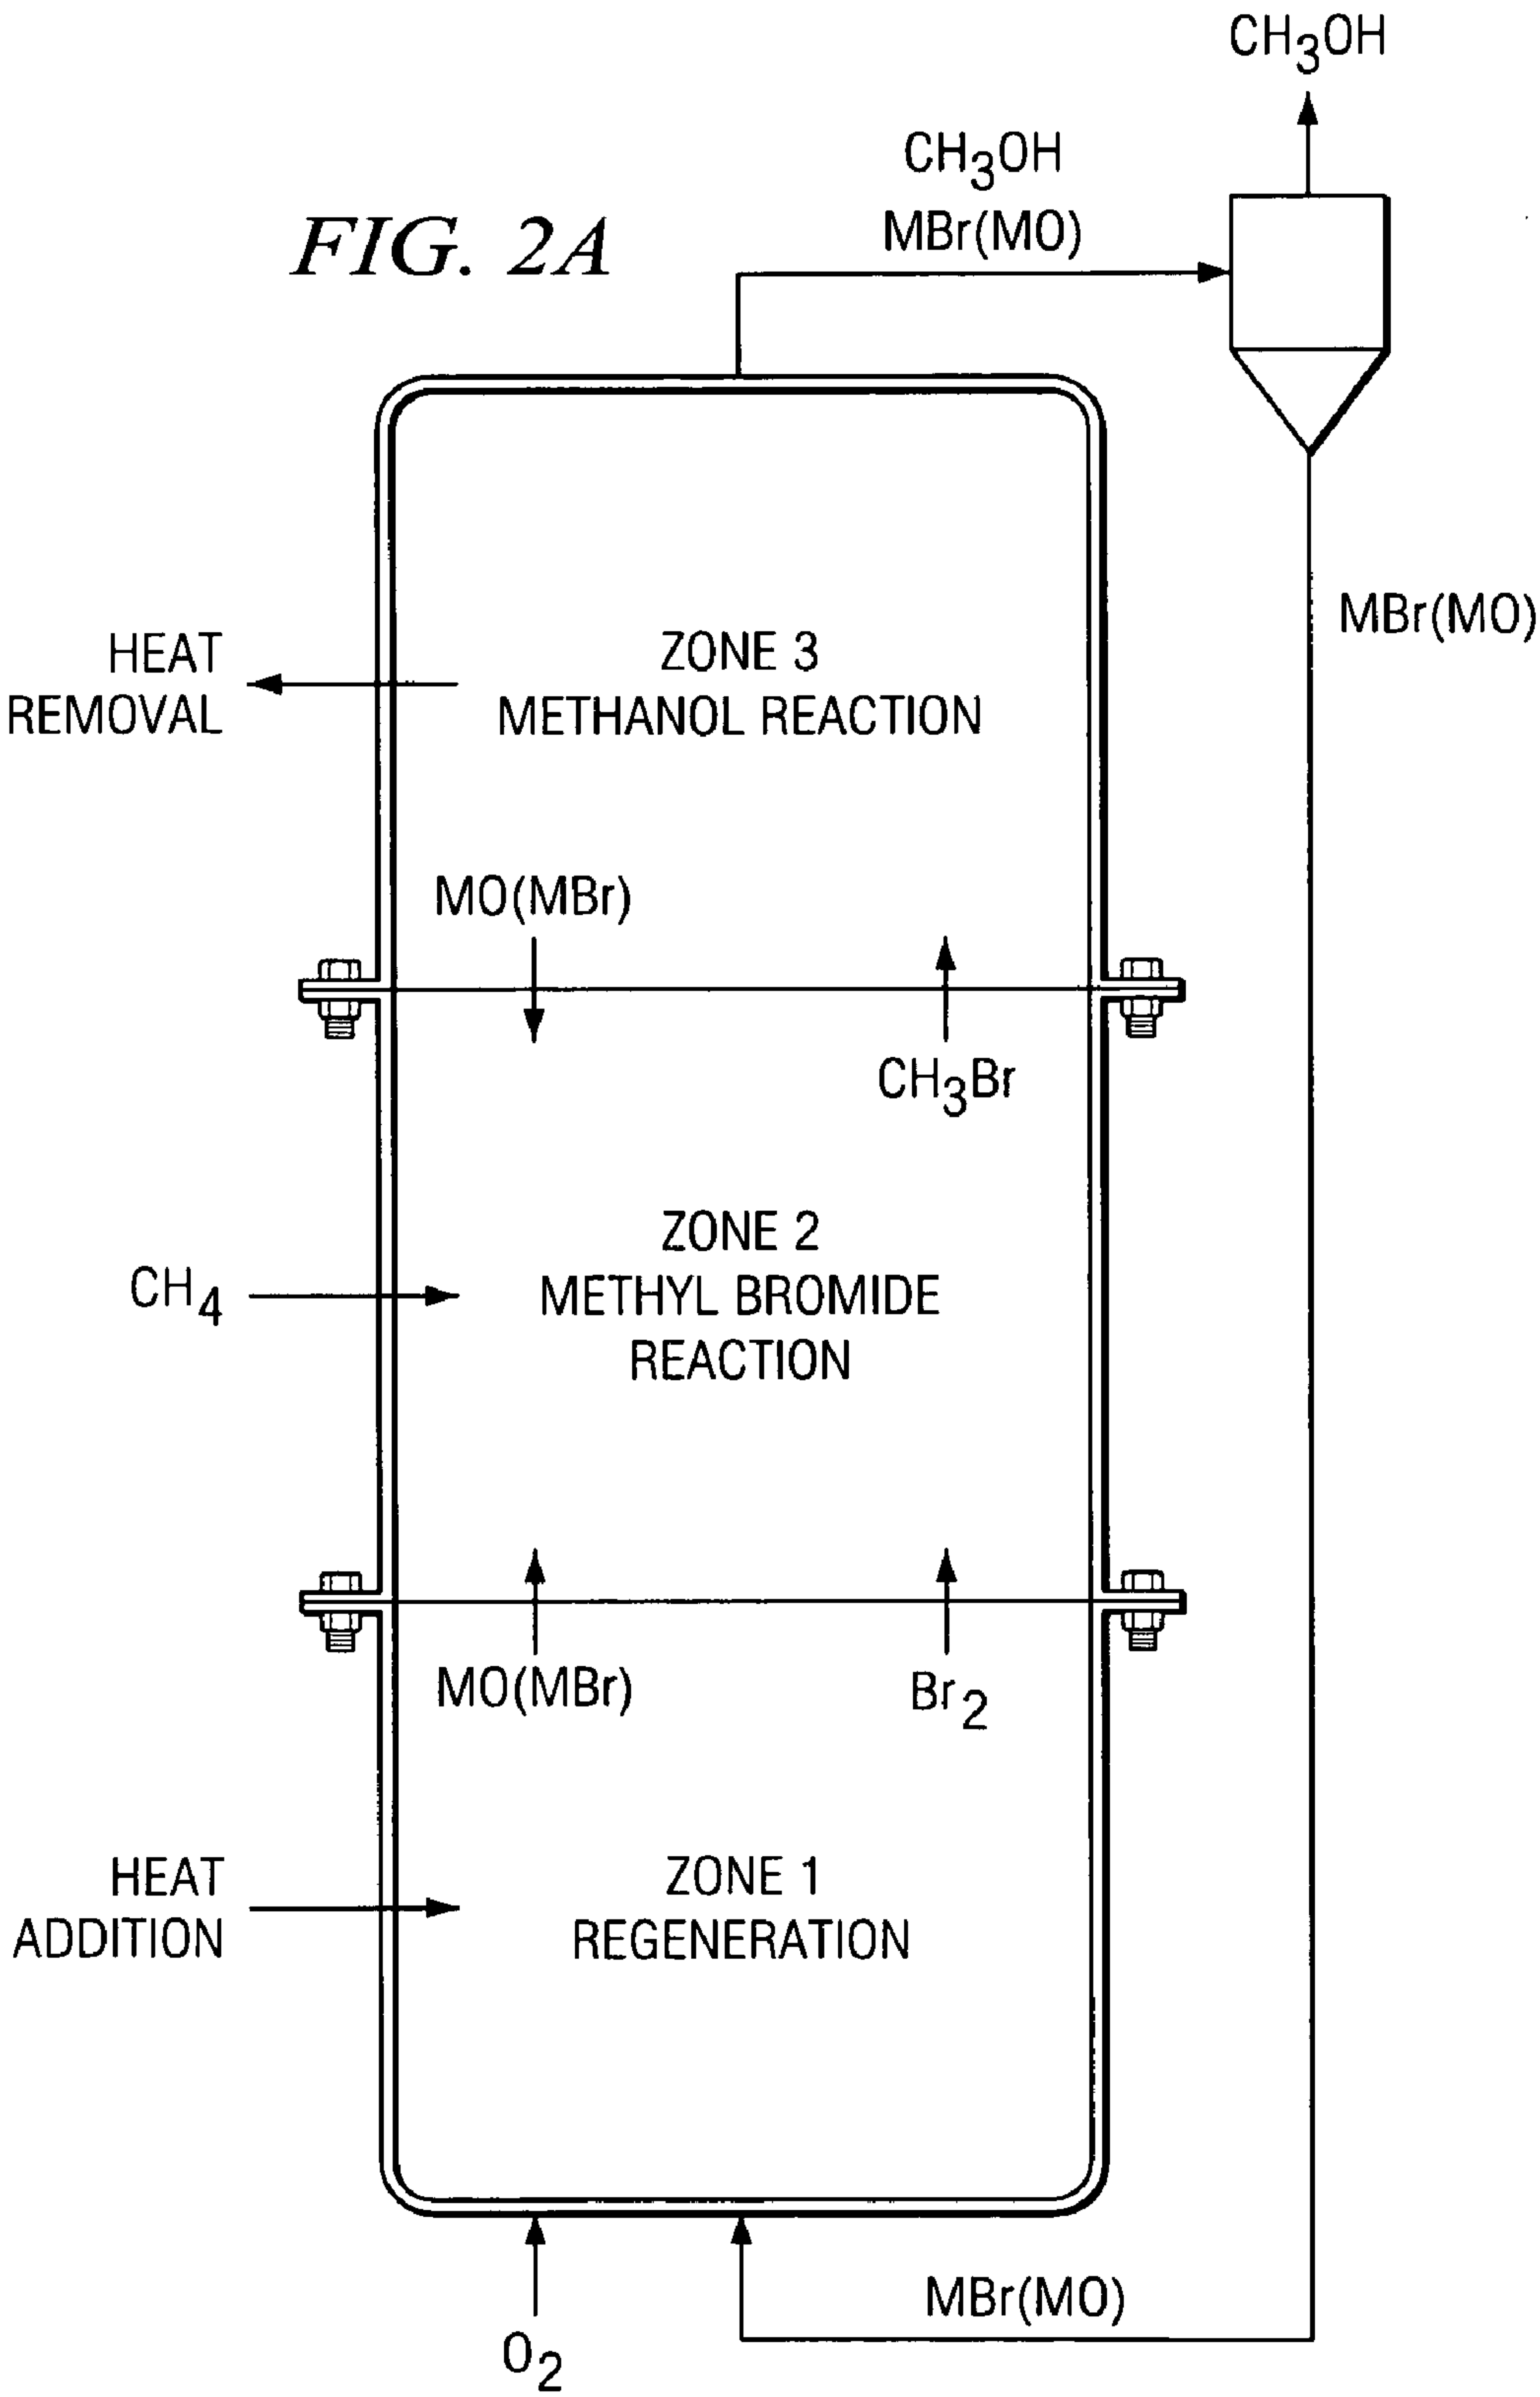 CH3OH
CH3OH
MBr(MO)
FIG. 2A
MBr(MO)
HEAT
REMOVAL
ZONE 3
METHANOL REACTION
MO(MBr)
CH3Br
CH4
ZONE 2
METHYL BROMIDE
REACTION
MO(MBr)
Br2
HEAT
ADDITION
ZONE 1
REGENERATION
MBr(MO)
O2